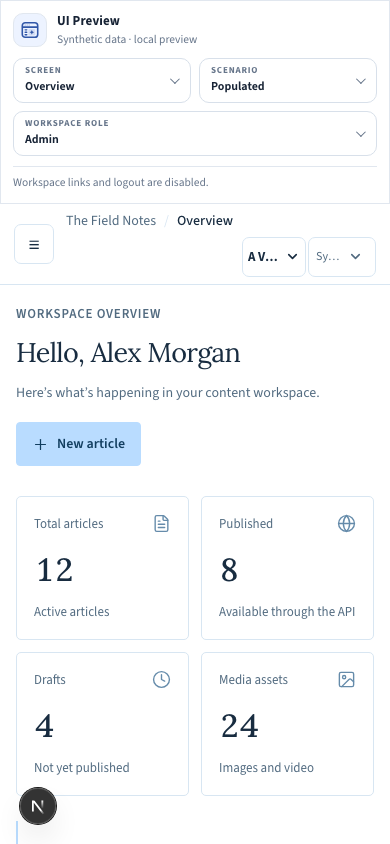 UI Preview
Synthetic data · local preview
SCREEN
Overview
SCENARIO
Populated
WORKSPACE ROLE
Admin
Workspace links and logout are disabled.
The Field Notes / Overview
A V…
Sy…
WORKSPACE OVERVIEW
Hello, Alex Morgan
Here’s what’s happening in your content workspace.
New article
Total articles
12
Active articles
Published
8
Available through the API
Drafts
4
Not yet published
Media assets
24
Images and video
N